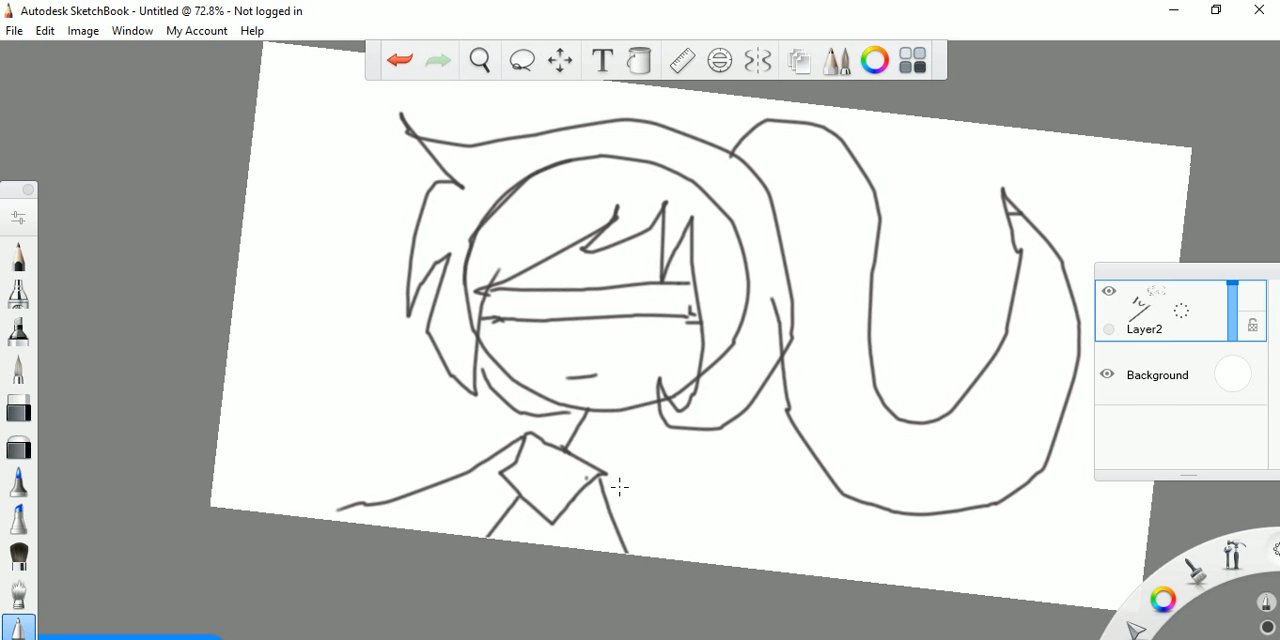 Autodesk SketchBook - Untitled @ 72.8% - Not logged in
File Edit Image Window My Account Help
T
Layer2
Background